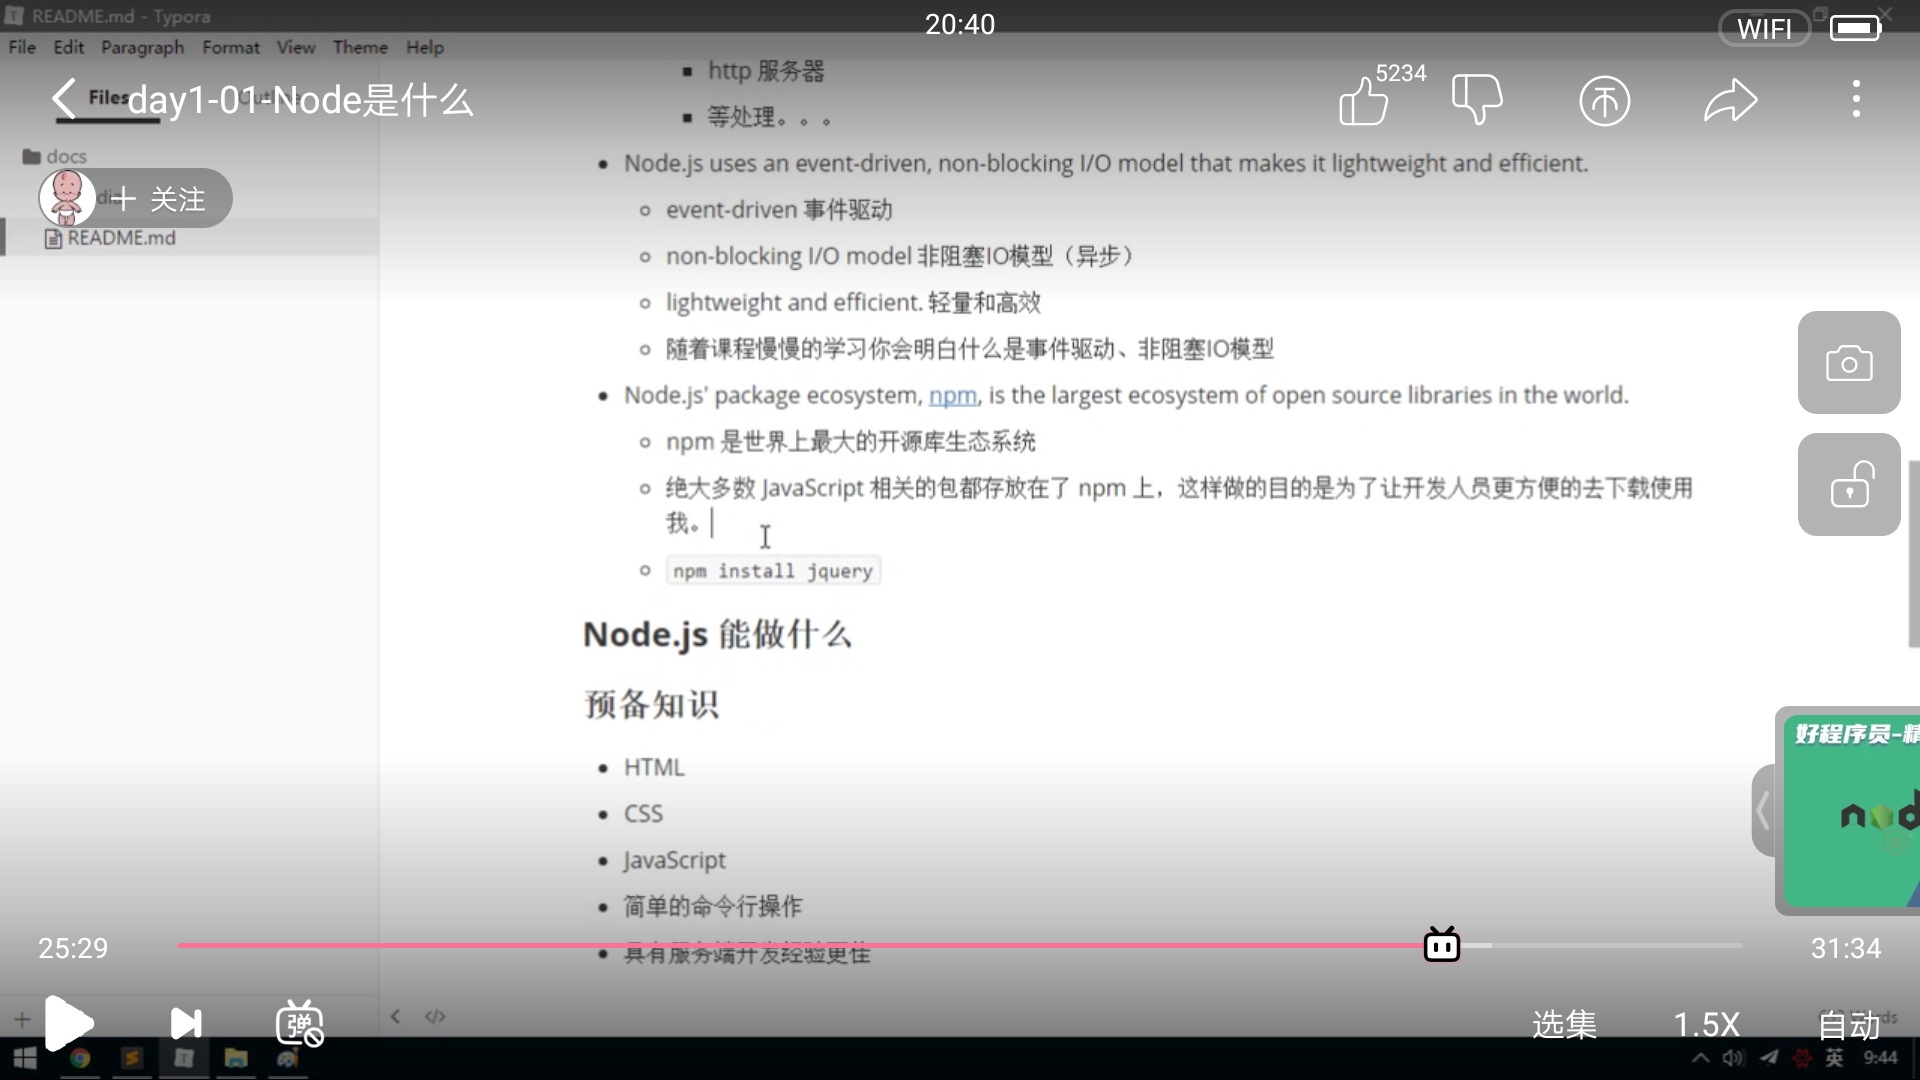 README.md - Typora
20:40
WIFI
File Edit Paragraph Format View Theme Help
http 服务器
Files
day1-01-Node是什么
5234
等处理。。。
docs
Node.js uses an event-driven, non-blocking I/O model that makes it lightweight and efficient.
+ 关注
event-driven 事件驱动
README.md
non-blocking I/O model 非阻塞IO模型（异步）
lightweight and efficient. 轻量和高效
随着课程慢慢的学习你会明白什么是事件驱动、非阻塞IO模型
Node.js' package ecosystem, npm, is the largest ecosystem of open source libraries in the world.
npm 是世界上最大的开源库生态系统
绝大多数 JavaScript 相关的包都存放在了 npm 上，这样做的目的是为了让开发人员更方便的去下载使用
我。
npm install jquery
Node.js 能做什么
预备知识
好程序员-精
HTML
CSS
JavaScript
简单的命令行操作
25:29
具有服务端开发经验更佳
31:34
弹
</>
选集
1.5X
自动
英
9:44